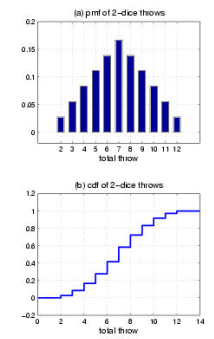 (a) pmf of 2-dice throws
0.2
0.15
0.1
0.05
0
2 3 4 5 6 7 8 9 10 11 12
total throw
(b) cdf of 2-dice throws
1.2
1
0.8
0.6
0.4
0.2
0
-0.2
0 2 4 6 8 10 12 14
total throw